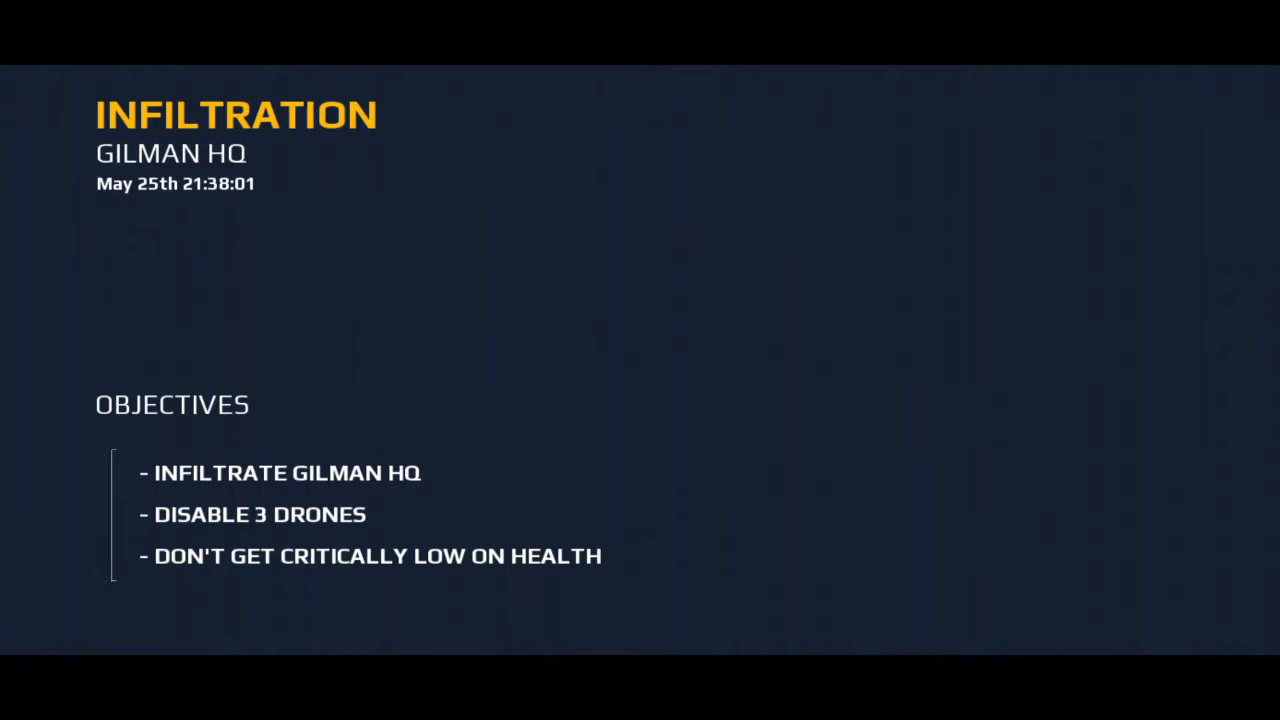 INFILTRATION
GILMAN HQ
May 25th 21:38:01
OBJECTIVES
- INFILTRATE GILMAN HQ
- DISABLE 3 DRONES
- DON'T GET CRITICALLY LOW ON HEALTH